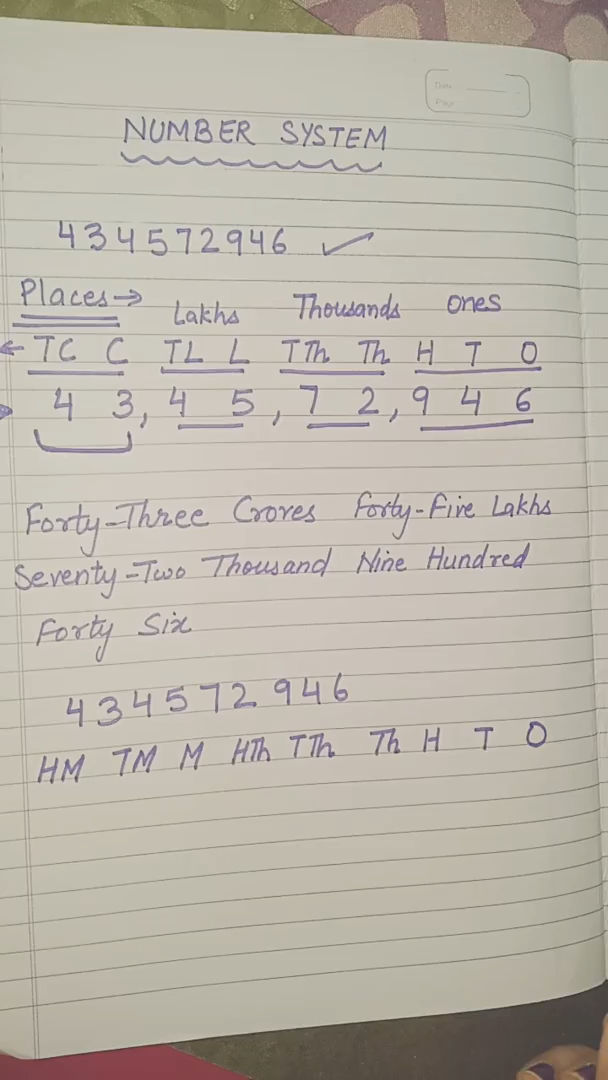 NUMBER SYSTEM
434572946 ✓
Places→ Lakhs Thousands ones
← TC C TL L TTh Th H T O
4 3, 4 5, 7 2, 9 4 6
Forty-Three Crores Forty-Five Lakhs
Seventy-Two Thousand Nine Hundred
Forty Six
434572 946
HM TM M HTh TTh Th H T O